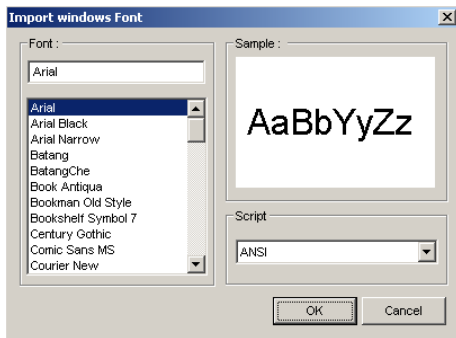 Import windows Font
Font :
Arial
Arial
Arial Black
Arial Narrow
Batang
BatangChe
Book Antiqua
Bookman Old Style
Bookshelf Symbol 7
Century Gothic
Comic Sans MS
Courier New
Sample :
AaBbYyZz
Script
ANSI
OK
Cancel